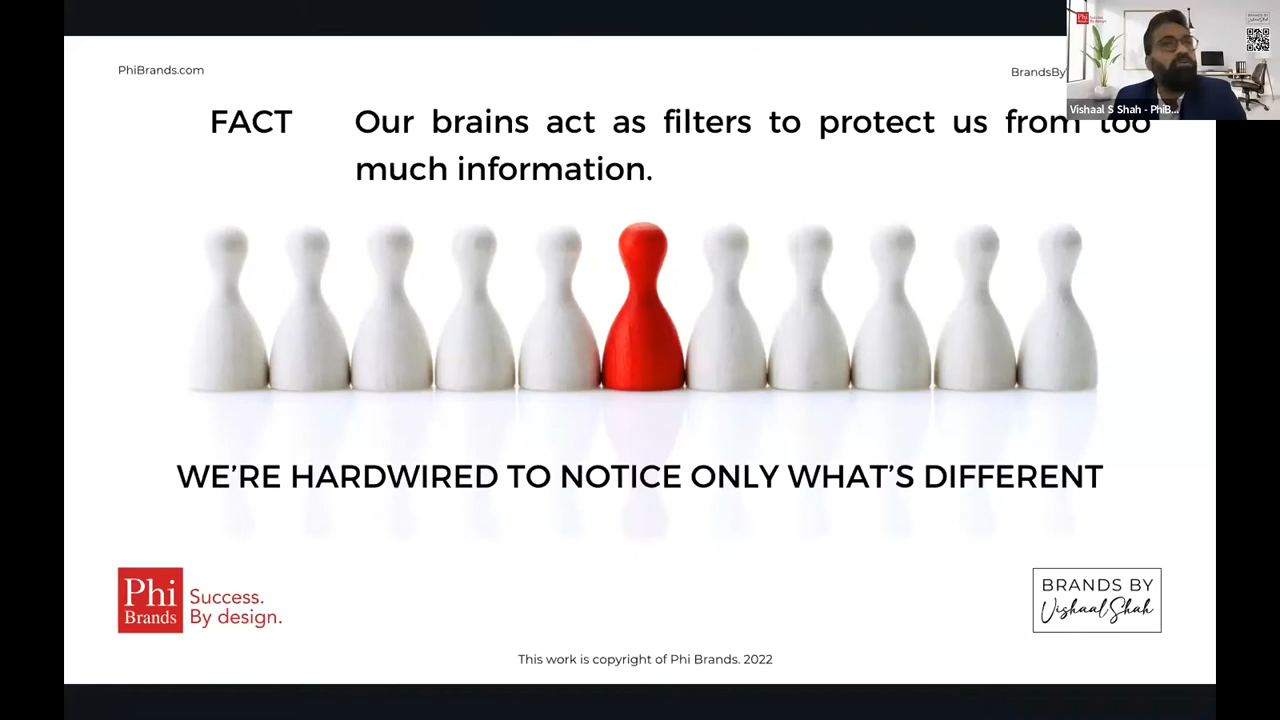 PhiBrands.com
BrandsBy
Vishaal S Shah - PhiB...
FACT
Our brains act as filters to protect us from too
much information.
WE'RE HARDWIRED TO NOTICE ONLY WHAT'S DIFFERENT
Phi
Brands
Success.
By design.
BRANDS BY
Vishaal Shah
This work is copyright of Phi Brands. 2022